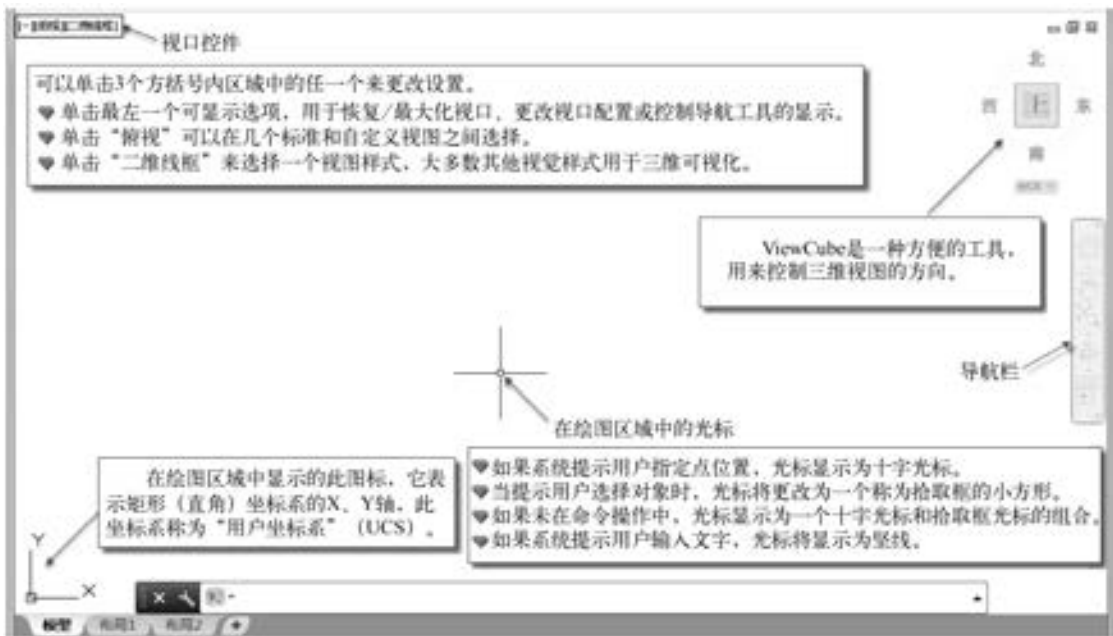 [-][俯视][二维线框]
视口控件
可以单击3个方括号内区域中的任一个来更改设置。
单击最左一个可显示选项，用于恢复/最大化视口、更改视口配置或控制导航工具的显示。
单击“俯视”可以在几个标准和自定义视图之间选择。
单击“二维线框”来选择一个视图样式，大多数其他视觉样式用于三维可视化。
北
西 上 东
南
ViewCube是一种方便的工具，
用来控制三维视图的方向。
导航栏
在绘图区域中的光标
在绘图区域中显示的此图标，它表
示矩形（直角）坐标系的X、Y轴，此
坐标系称为“用户坐标系”（UCS）。
如果系统提示用户指定点位置，光标显示为十字光标。
当提示用户选择对象时，光标将更改为一个称为拾取框的小方形。
如果未在命令操作中，光标显示为一个十字光标和拾取框光标的组合。
如果系统提示用户输入文字，光标将显示为竖线。
Y
X
模型 布局1 布局2 +